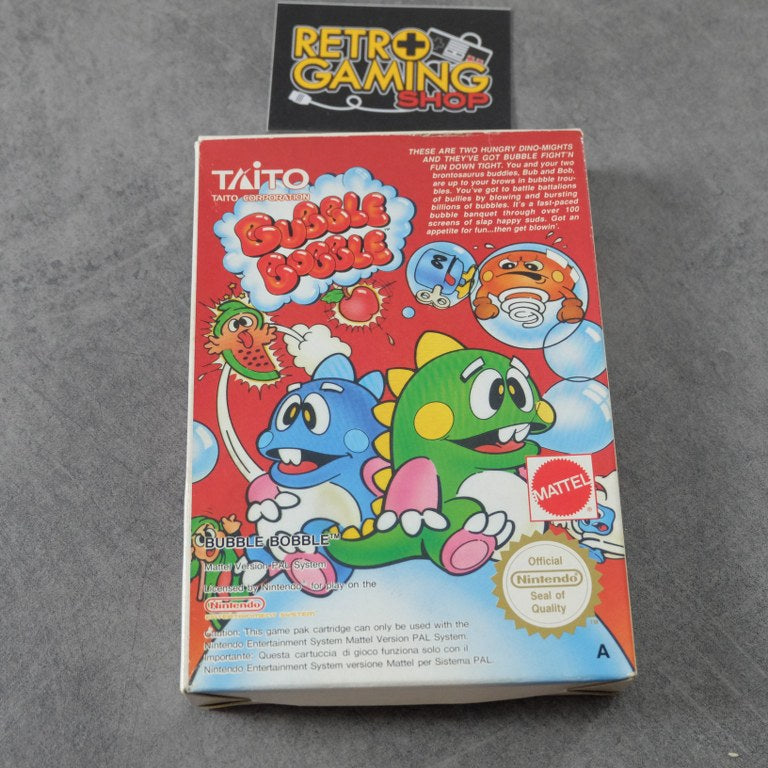 RETRO
GAMING
SHOP
TAITO
TAITO CORPORATION
BUBBLE
BOBBLE™
THESE ARE TWO HUNGRY DINO-MIGHTS
AND THEY'VE GOT BUBBLE FIGHT'N
FUN DOWN TIGHT. You and your two
brontosaurus buddies, Bub and Bob,
are up to your brows in bubble trou-
bles. You've got to battle battalions
of bullies by blowing and bursting
billions of bubbles. It's a fast-paced
bubble banquet through over 100
screens of slap happy suds. Got an
appetite for fun...then get blowin'.
MATTEL
®
BUBBLE BOBBLE™
Mattel Version PAL System
Licensed by Nintendo® for play on the
Nintendo
ENTERTAINMENT SYSTEM™
Caution: This game pak cartridge can only be used with the
Nintendo Entertainment System Mattel Version PAL System.
Importante: Questa cartuccia di gioco funziona solo con il
Nintendo Entertainment System versione Mattel per Sistema PAL.
Official
Nintendo®
Seal of
Quality
TM
A